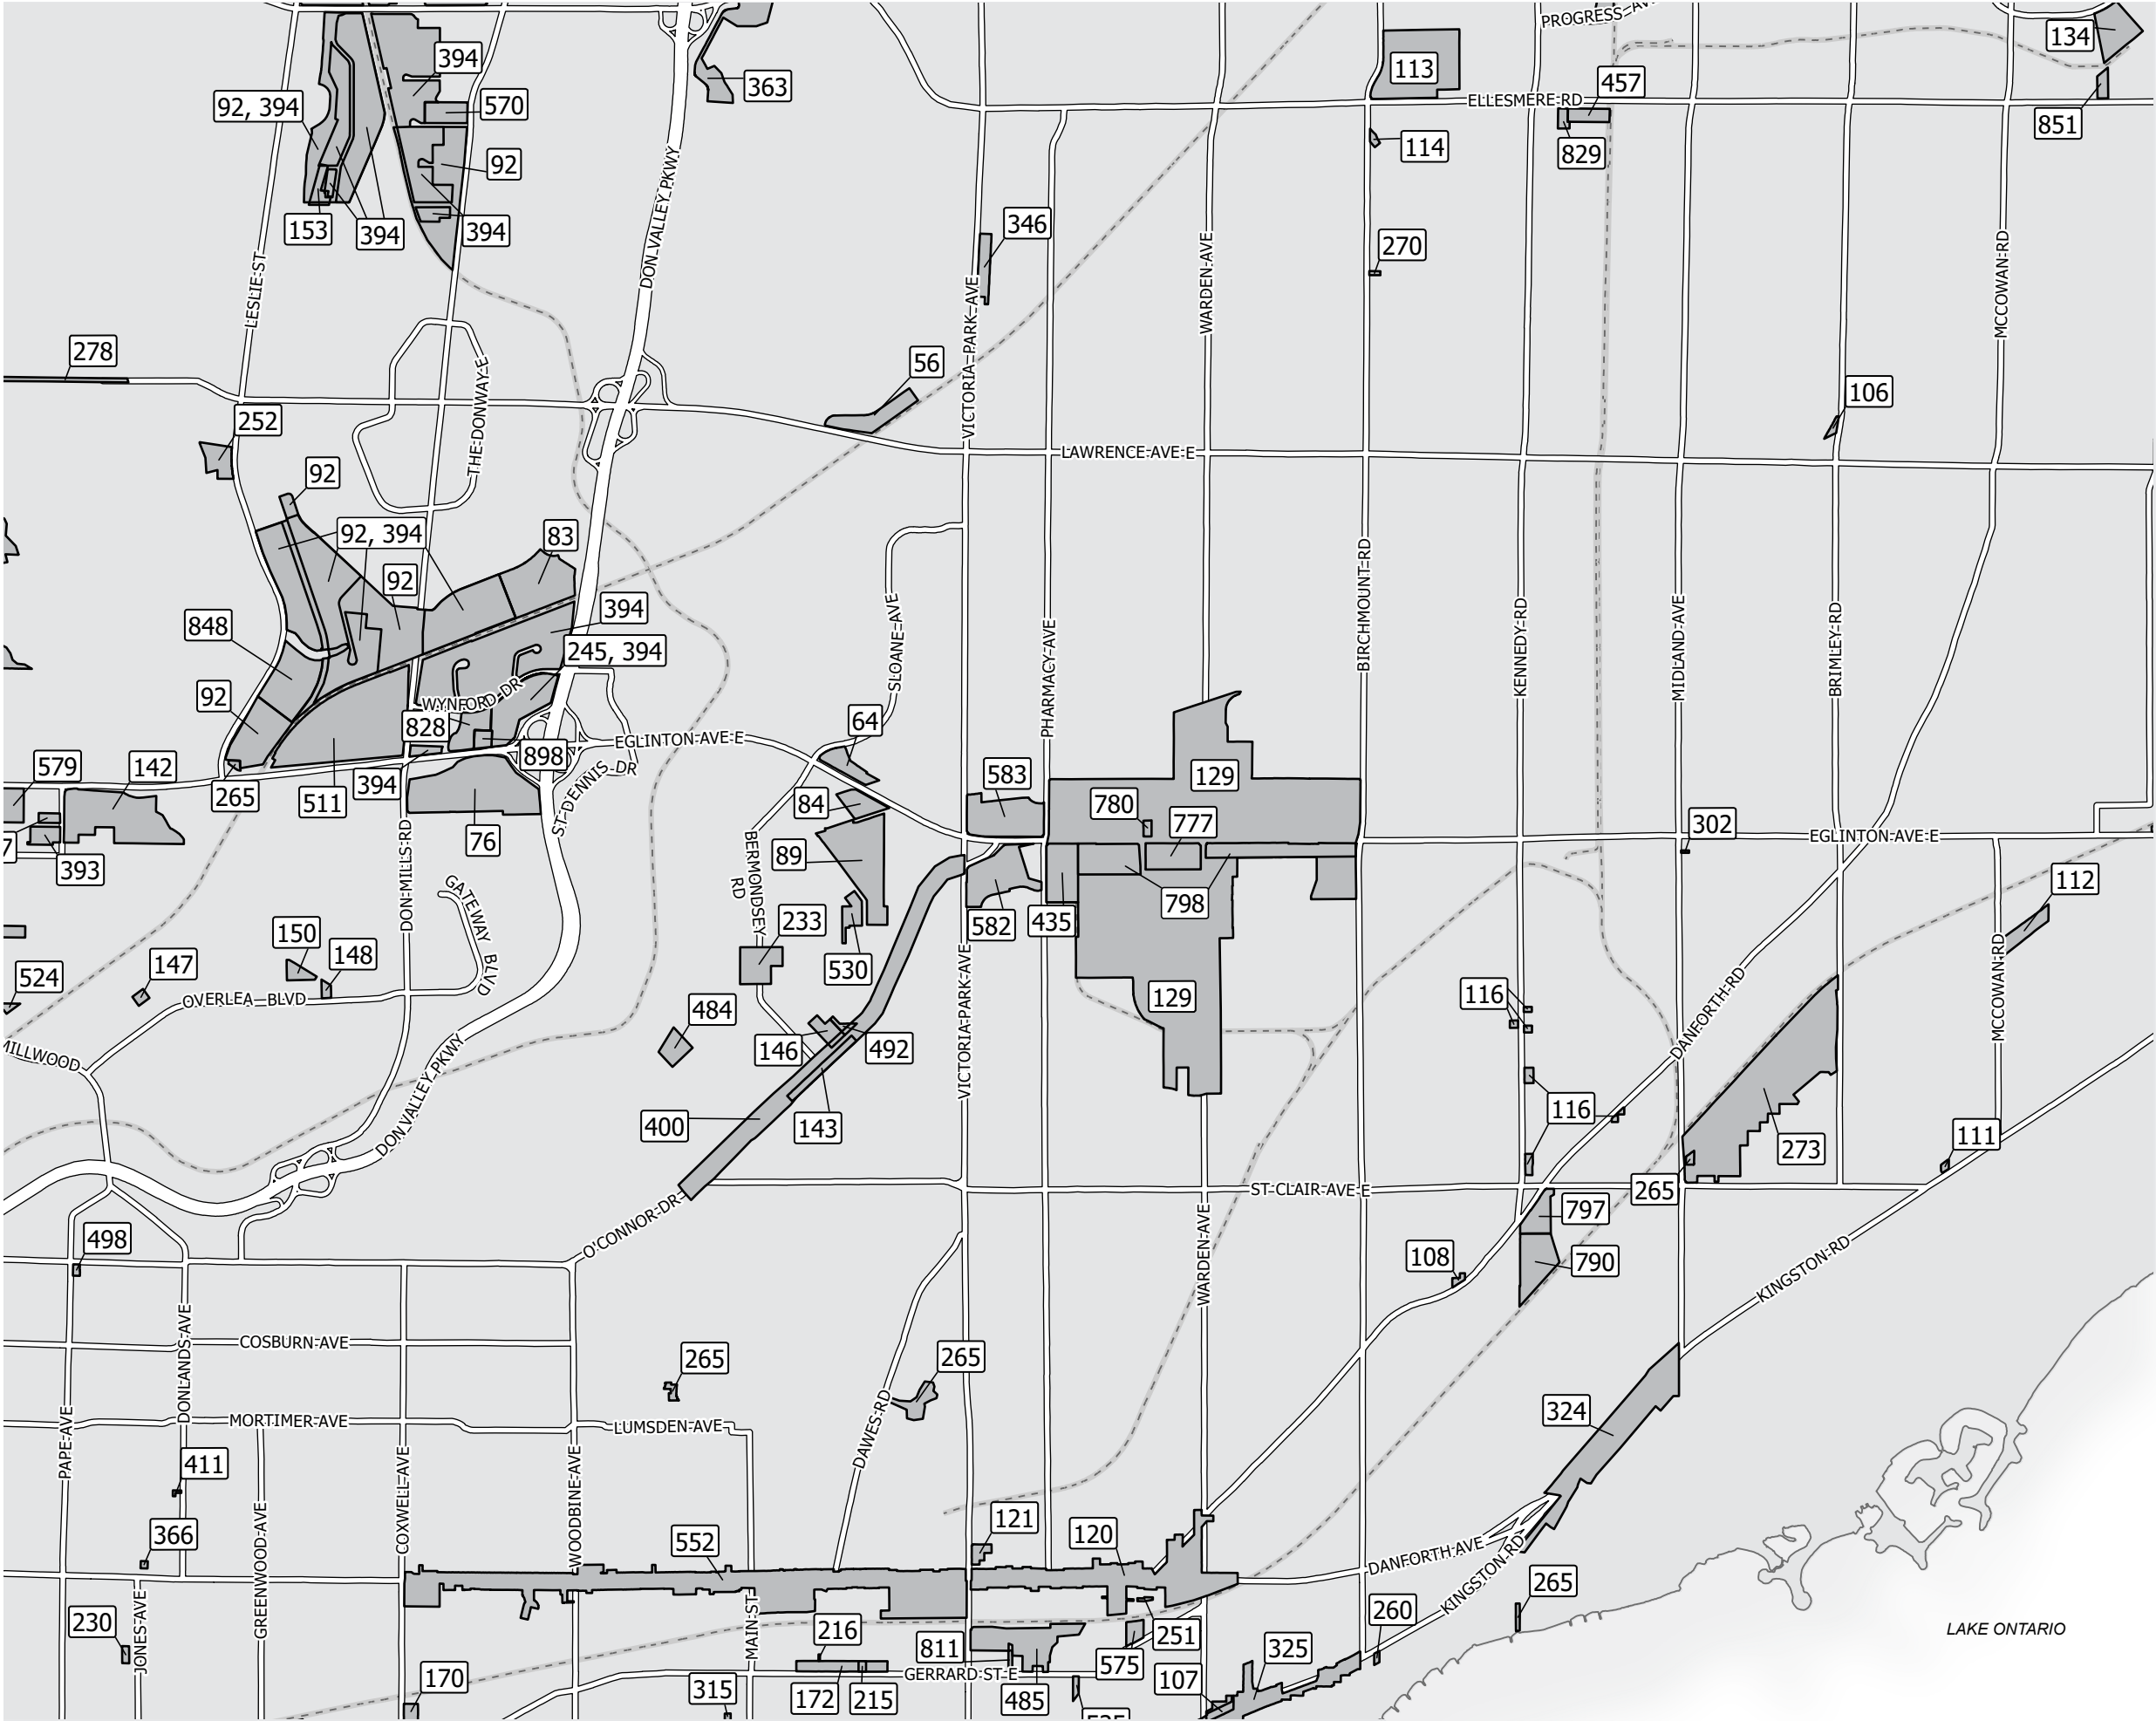 PROGRESS AV
134
363
394
113
457
ELLESMERE RD
92, 394
570
851
829
114
92
153
394
394
346
270
DON VALLEY PKWY
LESLIE ST
WARDEN AVE
MCCOWAN RD
VICTORIA PARK AVE
278
56
106
252
THE DONWAY E
LAWRENCE AVE E
92
92, 394
83
92
394
848
245, 394
SLOANE AVE
PHARMACY AVE
BIRCHMOUNT RD
KENNEDY RD
MIDLAND AVE
BRIMLEY RD
92
WYNFORD DR
828
64
EGLINTON AVE E
898
579
142
394
265
511
ST DENNIS DR
583
129
84
780
777
302
EGLINTON AVE E
76
7
393
DON MILLS RD
BERMONDSEY
RD
89
112
GATEWAY BLVD
798
582
435
233
150
148
147
530
524
OVERLEA BLVD
129
116
MCCOWAN RD
484
VICTORIA PARK AVE
DANFORTH RD
146
492
MILLWOOD
DON VALLEY PKWY
400
143
116
273
111
ST CLAIR AVE E
265
O'CONNOR DR
797
498
108
790
WARDEN AVE
KINGSTON RD
COSBURN AVE
DONLANDS AVE
265
265
324
MORTIMER AVE
LUMSDEN AVE
DAWES RD
PAPE AVE
411
COXWELL AVE
WOODBINE AVE
GREENWOOD AVE
366
552
121
120
DANFORTH AVE
KINGSTON RD
265
230
JONES AVE
MAIN ST
216
811
251
260
LAKE ONTARIO
575
325
GERRARD ST E
170
315
172
215
485
107